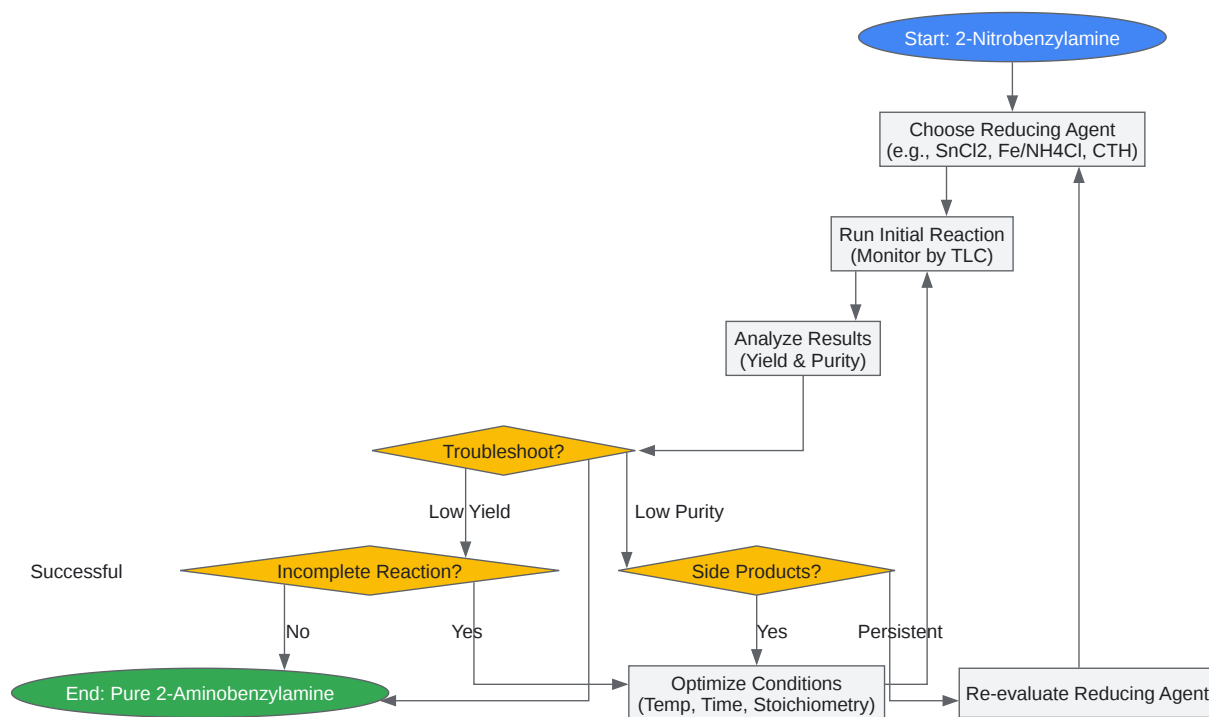 Start: 2-Nitrobenzylamine
Choose Reducing Agent
(e.g., SnCl2, Fe/NH4Cl, CTH)
Run Initial Reaction
(Monitor by TLC)
Analyze Results
(Yield & Purity)
Troubleshoot?
Low Yield
Low Purity
Successful
Incomplete Reaction?
Side Products?
No
Yes
Yes
Persistent
End: Pure 2-Aminobenzylamine
Optimize Conditions
(Temp, Time, Stoichiometry)
Re-evaluate Reducing Agent